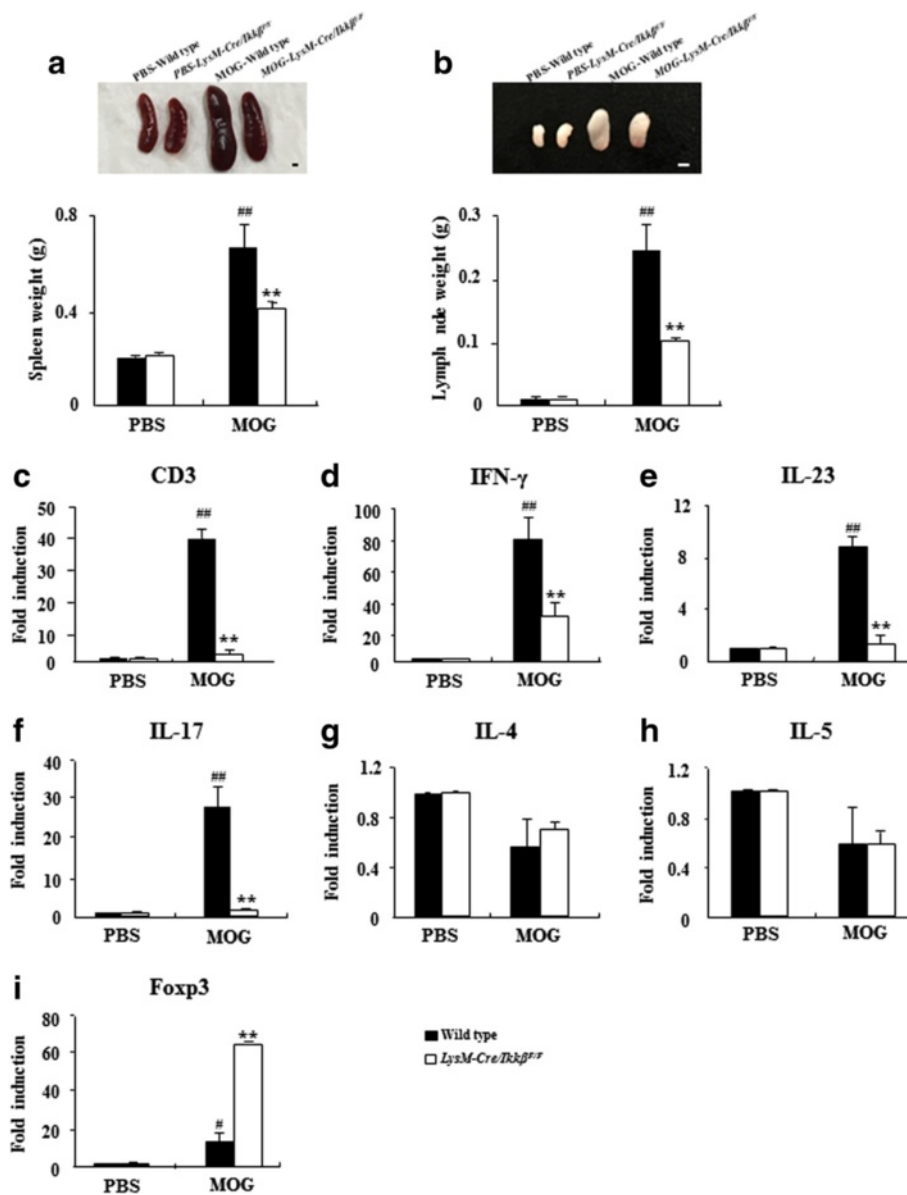 a
PBS-Wild type
PBS-LysM-Cre/IkkβF/F
MOG-Wild type
MOG-LysM-Cre/IkkβF/F
b
PBS-Wild type
PBS-LysM-Cre/IkkβF/F
MOG-Wild type
MOG-LysM-Cre/IkkβF/F
Spleen weight (g)
0.8
0.4
0
##
**
PBS
MOG
Lymph nde weight (g)
0.3
0.2
0.1
0
##
**
PBS
MOG
c
CD3
Fold induction
50
40
30
20
10
0
##
**
PBS
MOG
d
IFN-γ
Fold induction
100
80
60
40
20
0
##
**
PBS
MOG
e
IL-23
Fold induction
12
8
4
0
##
**
PBS
MOG
f
IL-17
Fold induction
40
30
20
10
0
##
**
PBS
MOG
g
IL-4
Fold induction
1.2
0.8
0.4
0
PBS
MOG
h
IL-5
Fold induction
1.2
0.8
0.4
0
PBS
MOG
i
Foxp3
Fold induction
80
60
40
20
0
#
**
PBS
MOG
Wild type
LysM-Cre/IkkβF/F